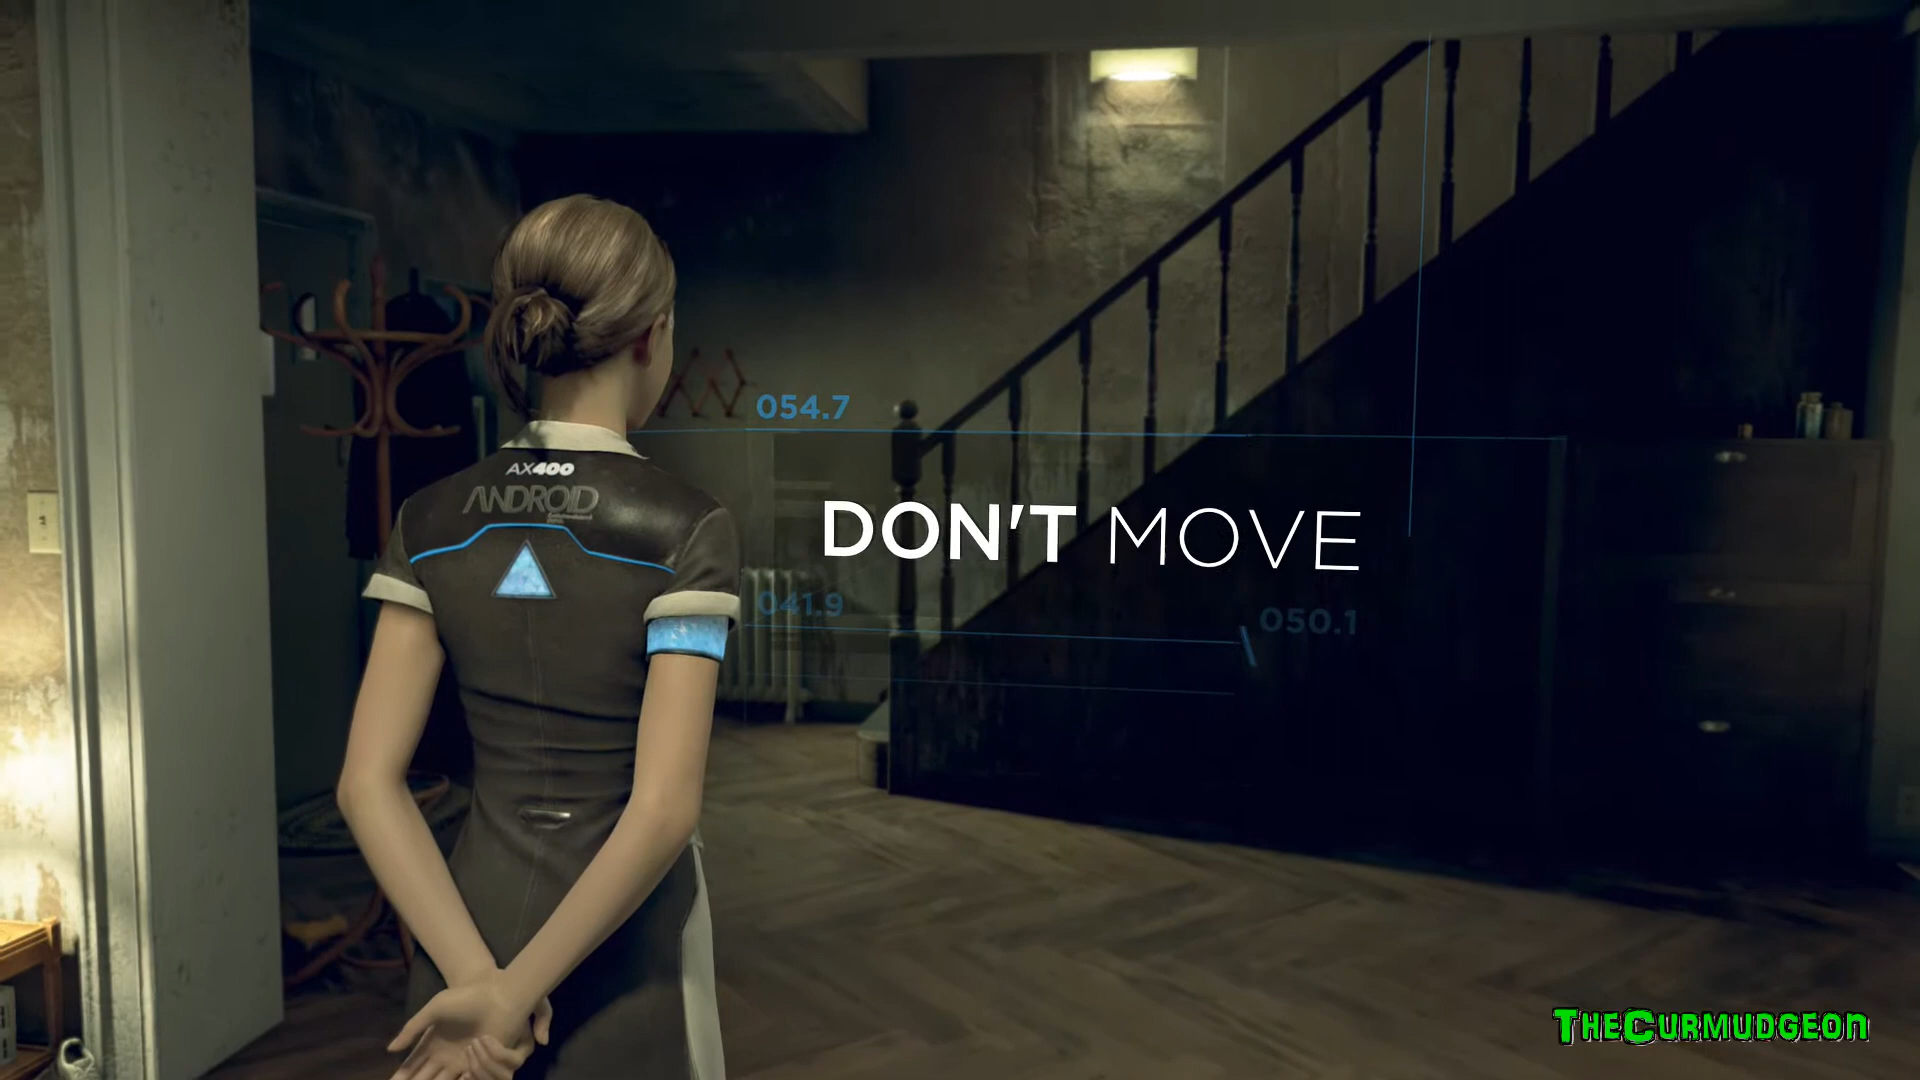 054.7
AX400
ANDROID
DON'T MOVE
041.9
050.1
THECURMUDGEON